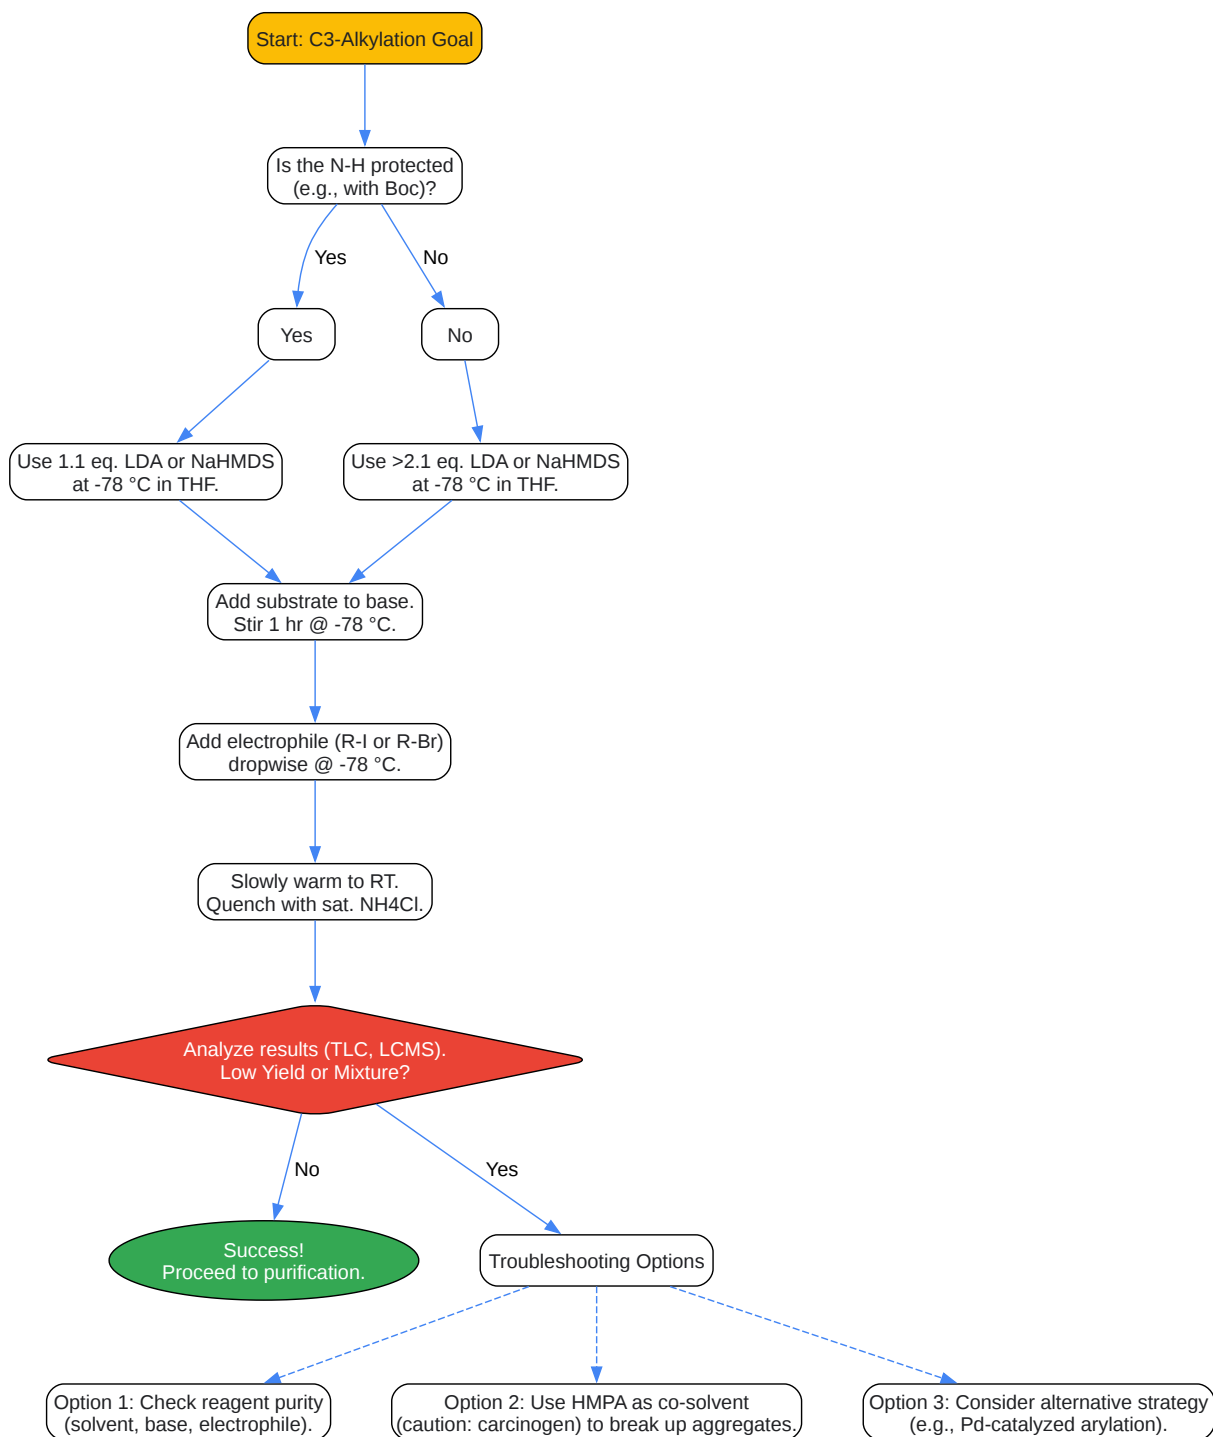 Start: C3-Alkylation Goal
Is the N-H protected
(e.g., with Boc)?
Yes
No
Yes
No
Use 1.1 eq. LDA or NaHMDS
at -78 °C in THF.
Use >2.1 eq. LDA or NaHMDS
at -78 °C in THF.
Add substrate to base.
Stir 1 hr @ -78 °C.
Add electrophile (R-I or R-Br)
dropwise @ -78 °C.
Slowly warm to RT.
Quench with sat. NH4Cl.
Analyze results (TLC, LCMS).
Low Yield or Mixture?
No
Yes
Success!
Proceed to purification.
Troubleshooting Options
Option 1: Check reagent purity
(solvent, base, electrophile).
Option 2: Use HMPA as co-solvent
(caution: carcinogen) to break up aggregates.
Option 3: Consider alternative strategy
(e.g., Pd-catalyzed arylation).